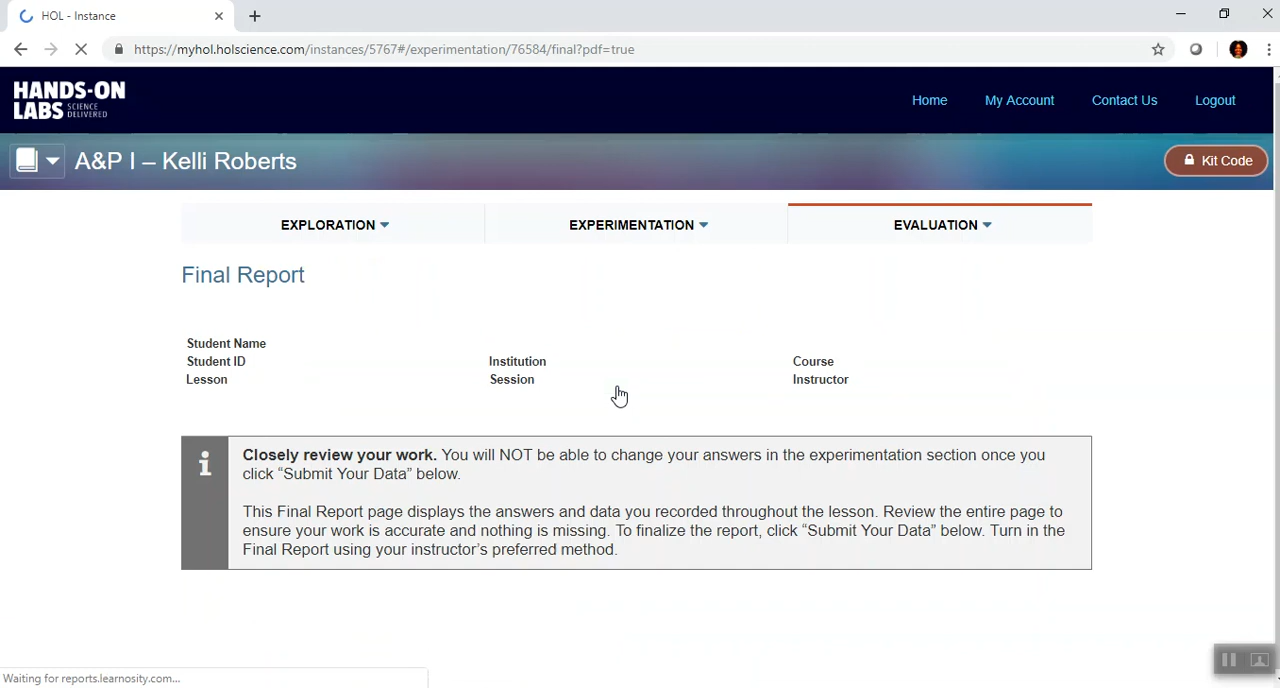 HOL - Instance
https://myhol.holscience.com/instances/5767#/experimentation/76584/final?pdf=true
HANDS-ON
LABS SCIENCE DELIVERED
Home My Account Contact Us Logout
A&P I – Kelli Roberts
Kit Code
EXPLORATION EXPERIMENTATION EVALUATION
Final Report
Student Name
Student ID Institution Course
Lesson Session Instructor
Closely review your work. You will NOT be able to change your answers in the experimentation section once you
click “Submit Your Data” below.
This Final Report page displays the answers and data you recorded throughout the lesson. Review the entire page to
ensure your work is accurate and nothing is missing. To finalize the report, click “Submit Your Data” below. Turn in the
Final Report using your instructor’s preferred method.
Waiting for reports.learnosity.com...